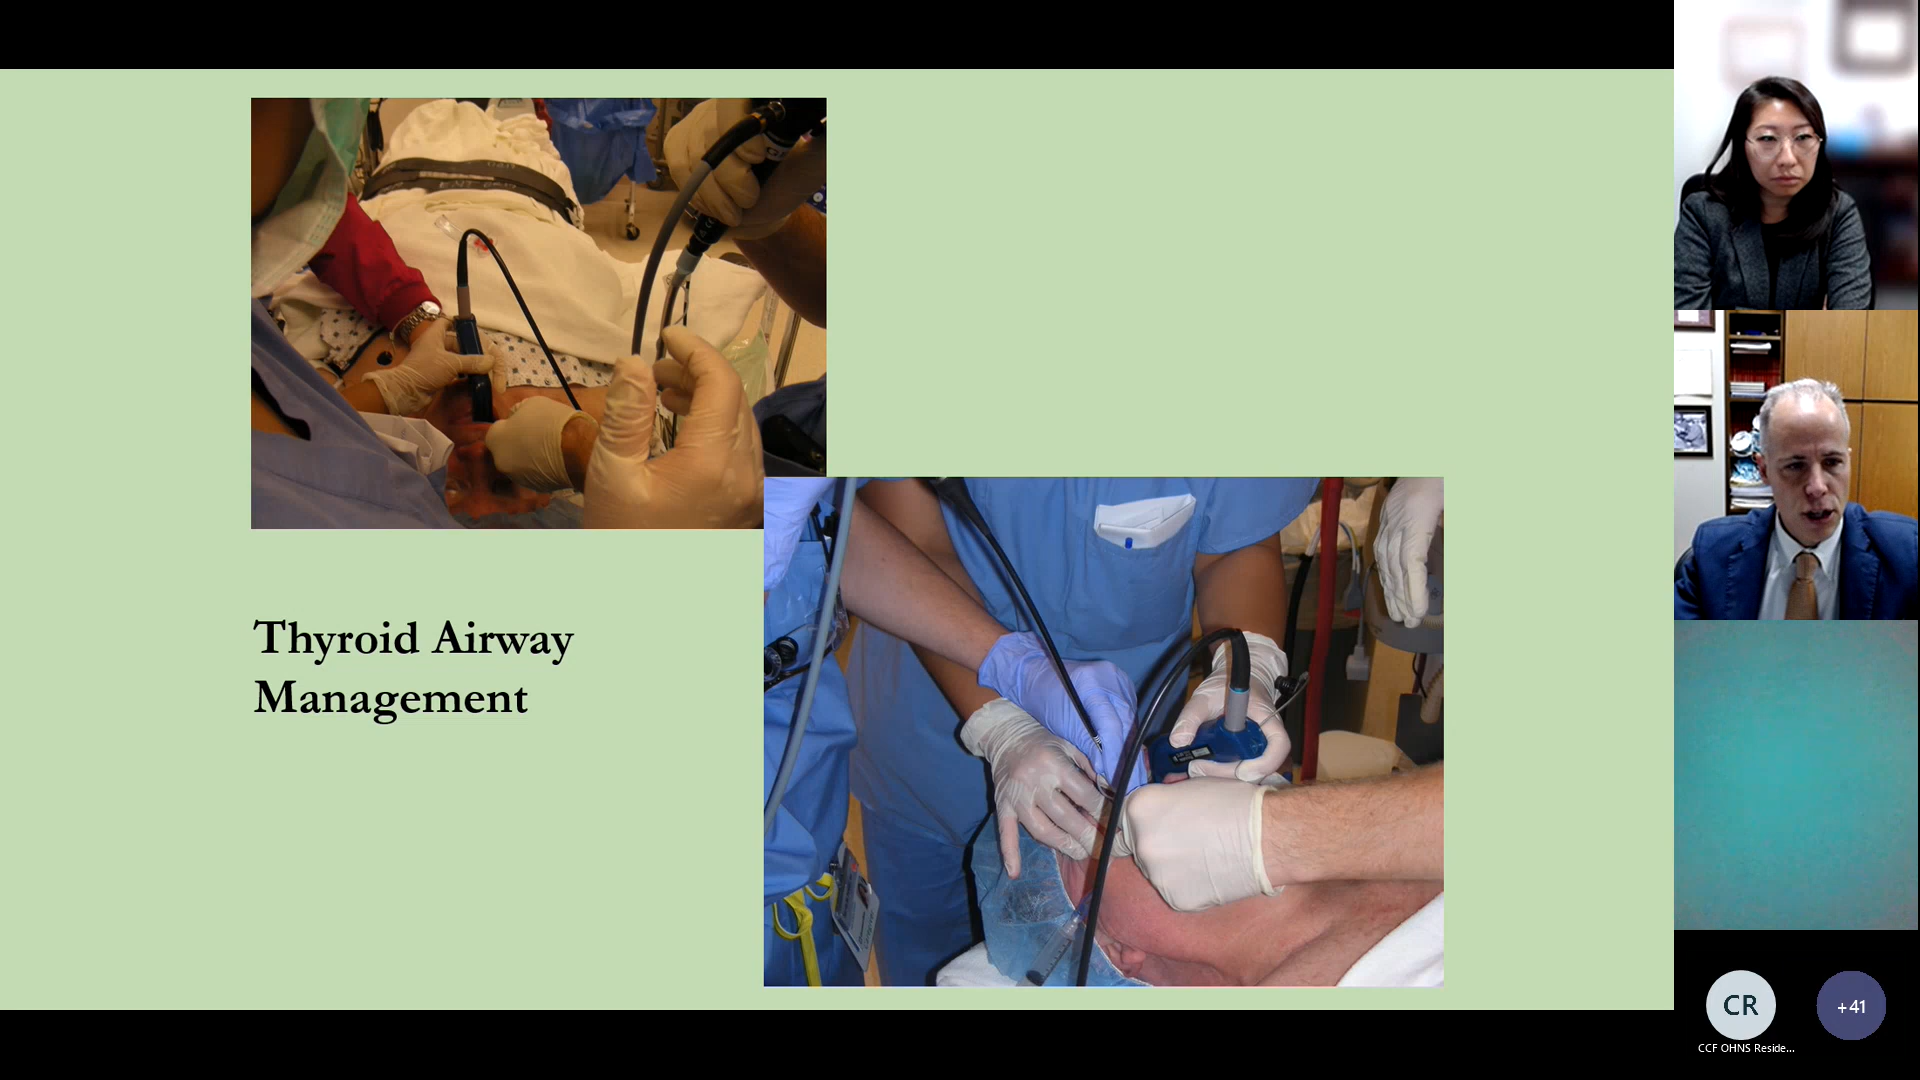 Thyroid Airway
Management
CR
+41
CCF OHNS Reside...